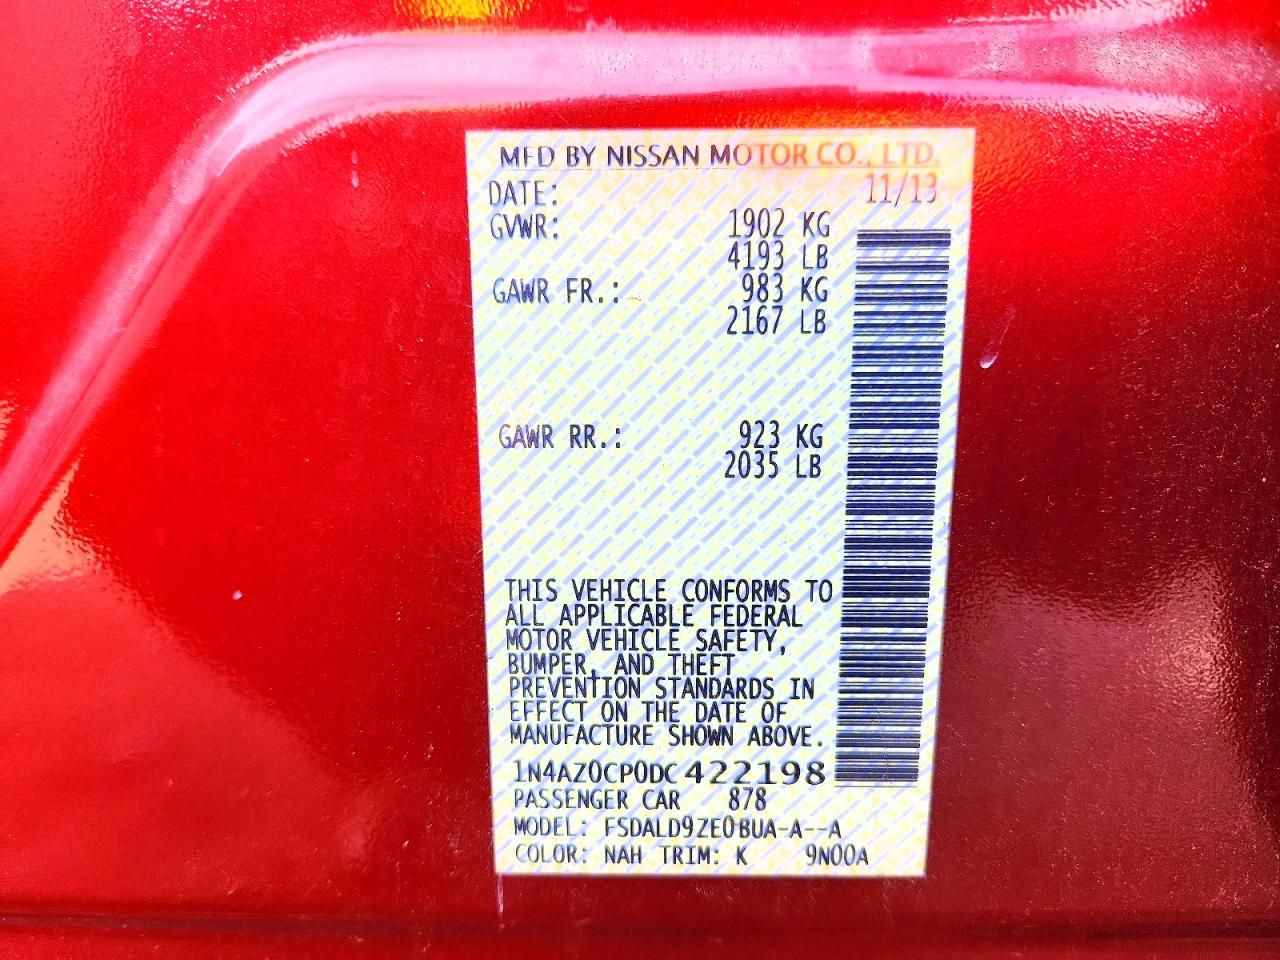 MFD BY NISSAN MOTOR CO., LTD.
DATE: 11/13
GVWR: 1902 KG
4193 LB
GAWR FR.: 983 KG
2167 LB
GAWR RR.: 923 KG
2035 LB
THIS VEHICLE CONFORMS TO
ALL APPLICABLE FEDERAL
MOTOR VEHICLE SAFETY,
BUMPER, AND THEFT
PREVENTION STANDARDS IN
EFFECT ON THE DATE OF
MANUFACTURE SHOWN ABOVE.
1N4AZ0CP0DC422198
PASSENGER CAR 878
MODEL: FSDALD9ZE0BUA-A--A
COLOR: NAH TRIM: K 9N00A